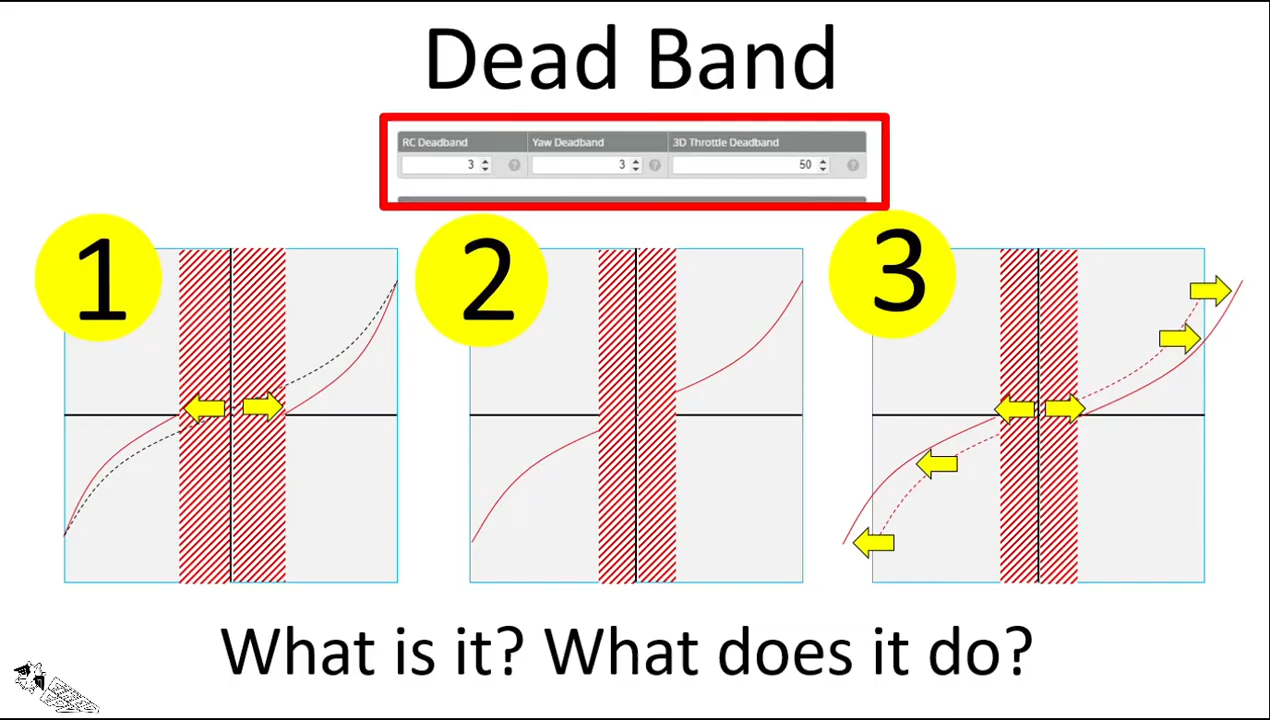 Dead Band
RC Deadband Yaw Deadband 3D Throttle Deadband
3 3 50
1 2 3
What is it? What does it do?